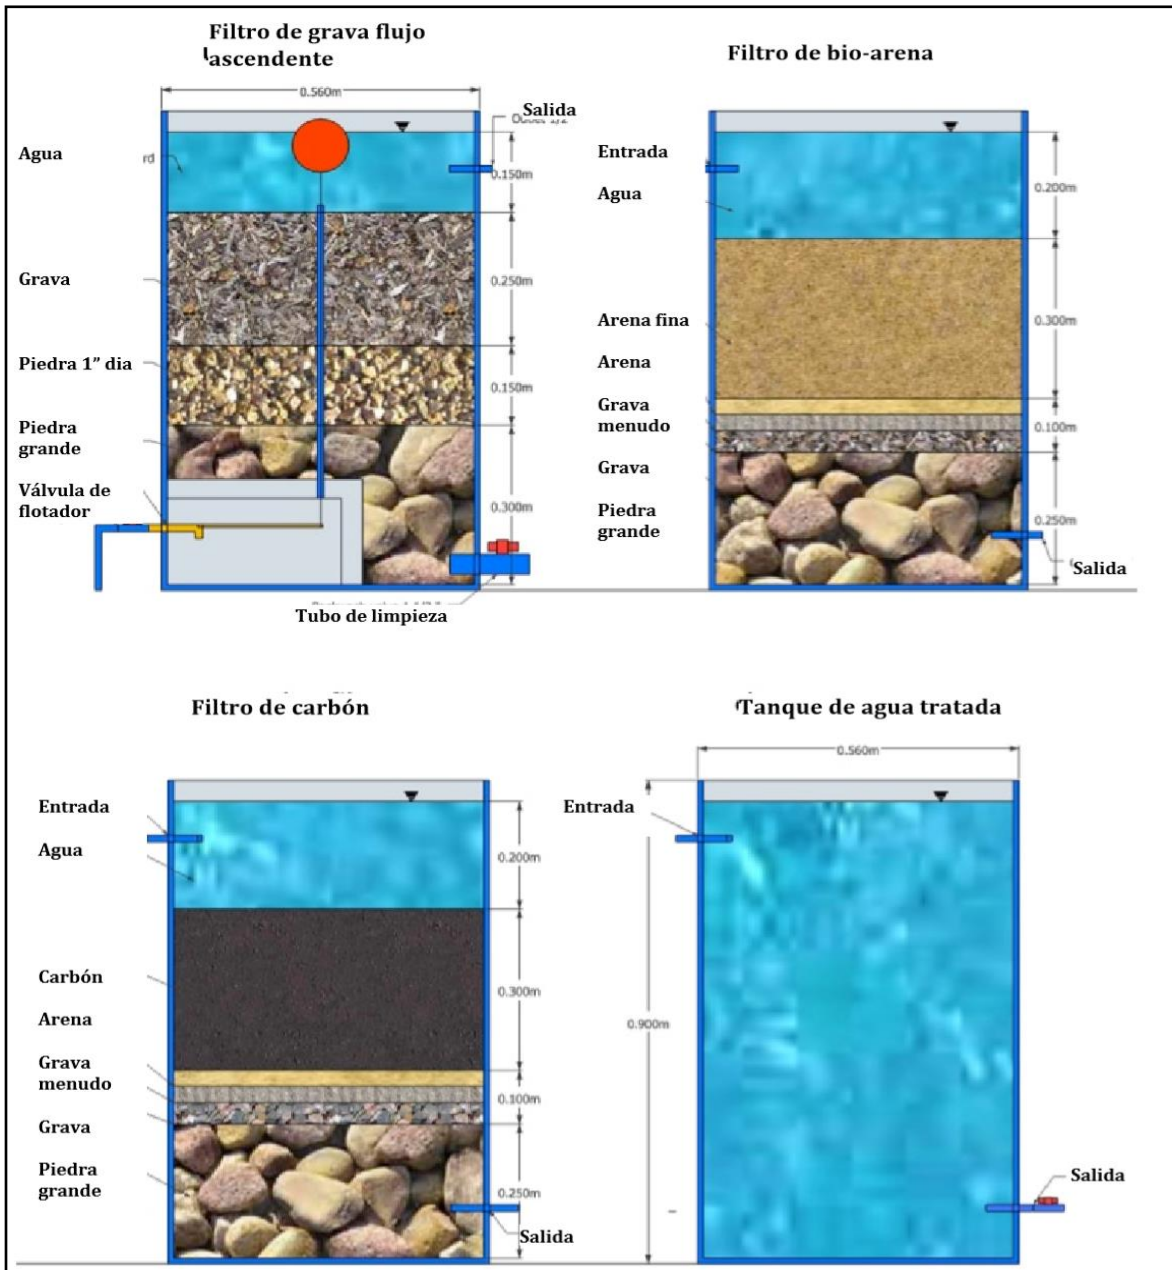 Filtro de grava flujo
ascendente
0.560m
Salida
Agua
0.150m
Grava
0.250m
Piedra 1” dia
0.150m
Piedra
grande
Válvula de
flotador
0.300m
Tubo de limpieza
Filtro de bio-arena
Entrada
Agua
0.200m
Arena fina
0.300m
Arena
Grava
menudo
0.100m
Grava
Piedra
grande
0.250m
Salida
Filtro de carbón
Entrada
Agua
0.200m
Carbón
0.300m
Arena
Grava
menudo
0.100m
Grava
Piedra
grande
0.250m
Salida
Tanque de agua tratada
0.560m
Entrada
0.900m
Salida